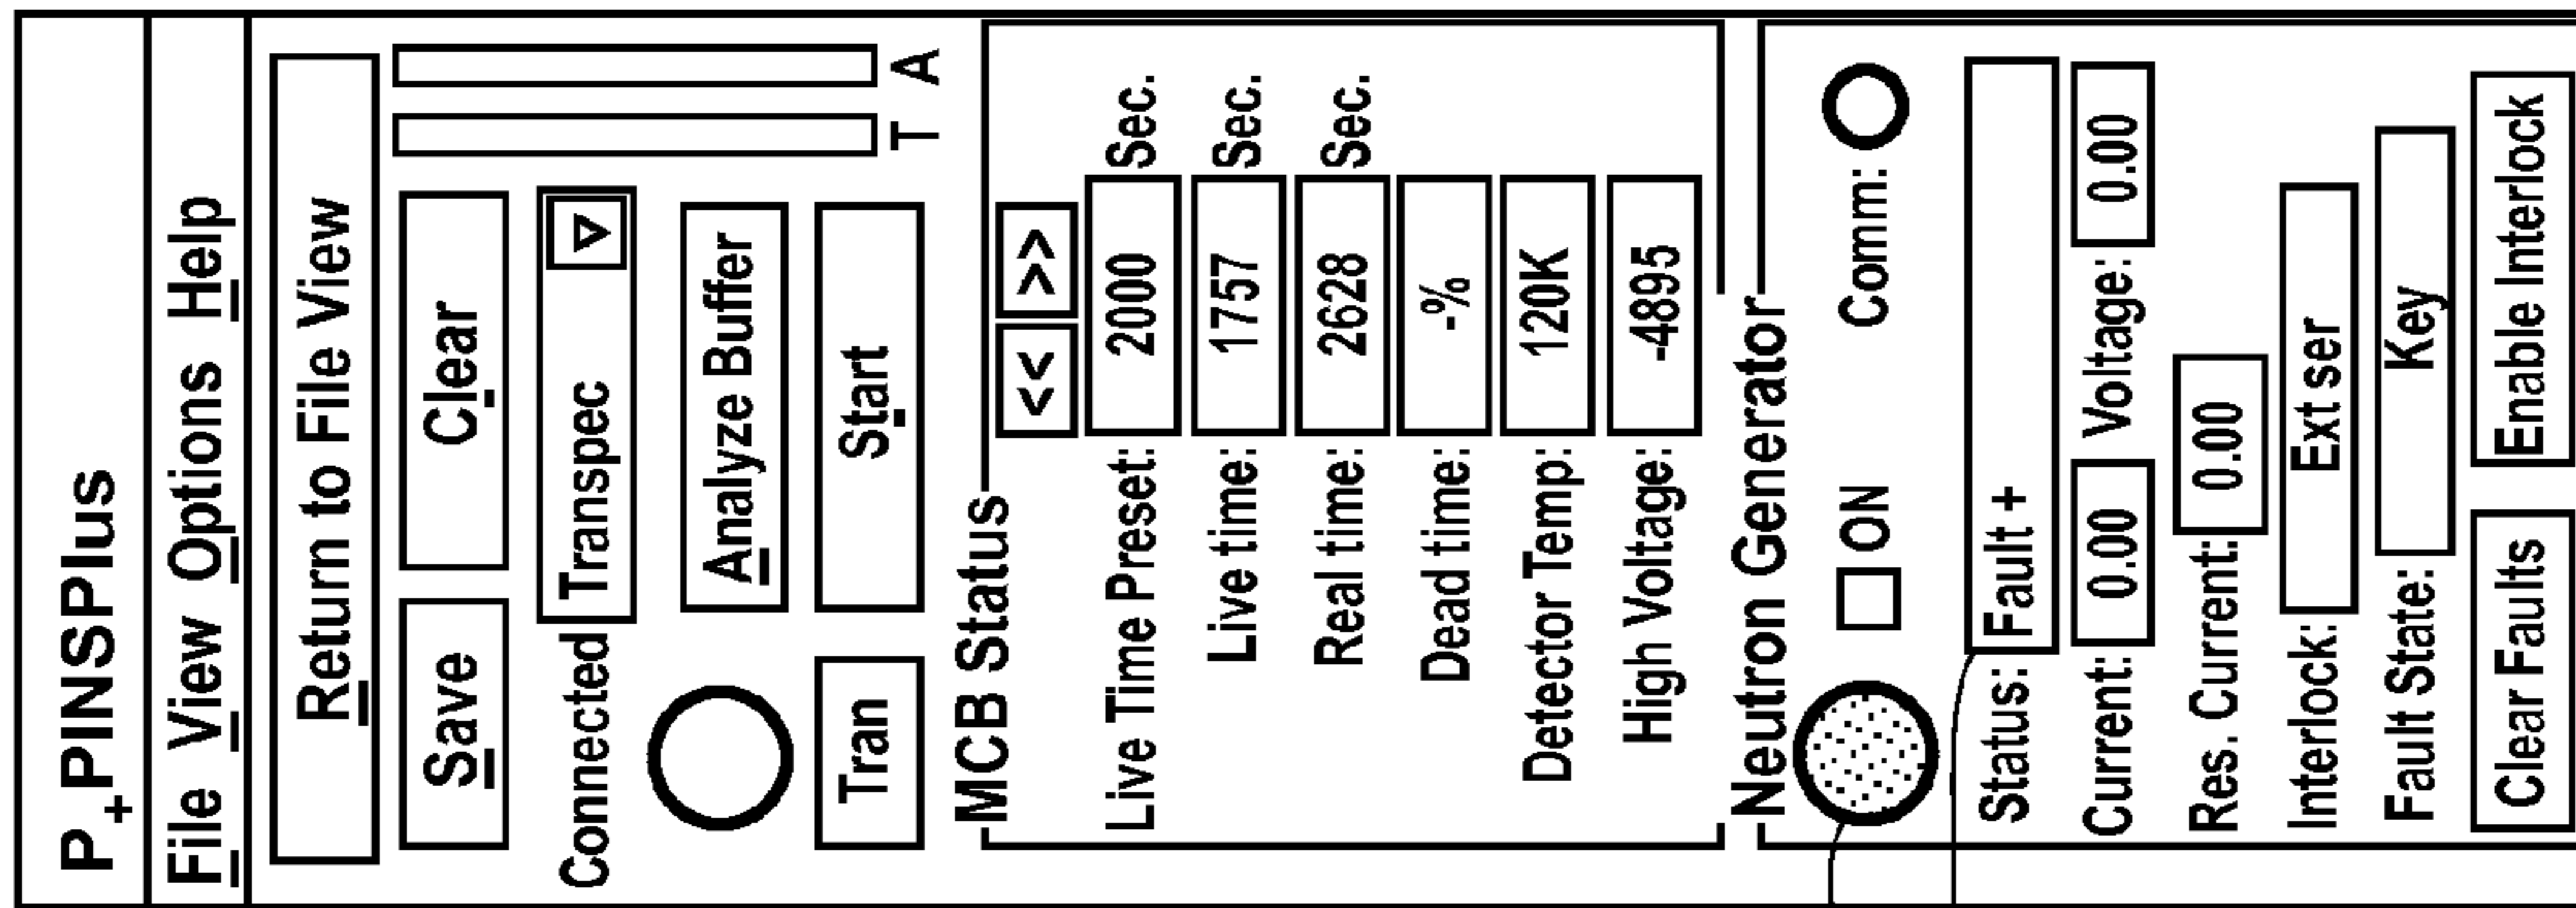 P+PINSPlus
File View Options Help
Return to File View
Save Clear
Connected Transpec
Analyze Buffer
Tran Start
T A
MCB Status
<< >>
Live Time Preset: 2000 Sec.
Live time: 1757 Sec.
Real time: 2628 Sec.
Dead time: -%
Detector Temp: 120K
High Voltage: -4895
Neutron Generator
ON Comm:
Status: Fault +
Current: 0.00 Voltage: 0.00
Res. Current: 0.00
Interlock: Ext ser
Fault State: Key
Clear Faults Enable Interlock